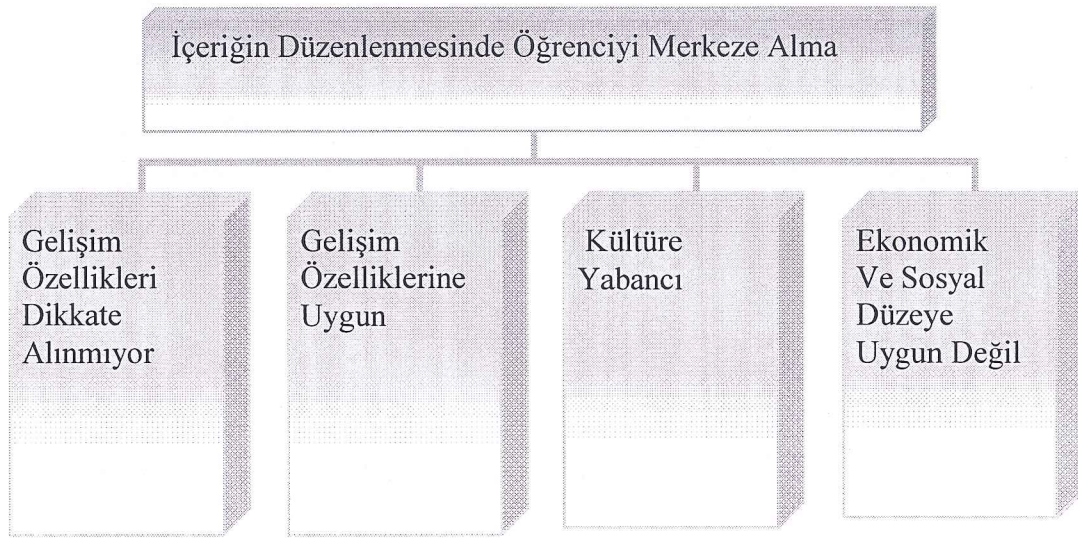 İçeriğin Düzenlenmesinde Öğrenciyi Merkeze Alma
Gelişim
Özellikleri
Dikkate
Alınmıyor
Gelişim
Özelliklerine
Uygun
Kültüre
Yabancı
Ekonomik
Ve Sosyal
Düzeye
Uygun Değil